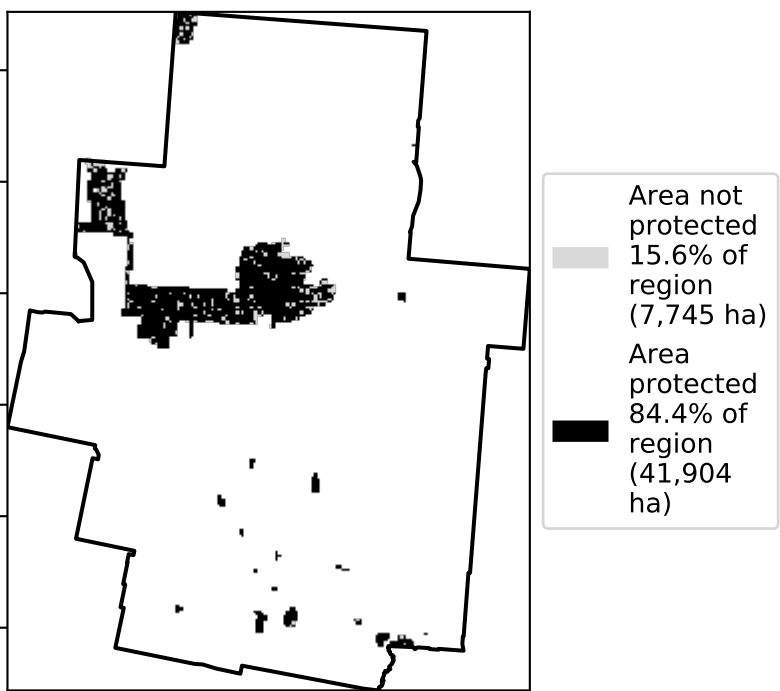 Area not
protected
15.6% of
region
(7,745 ha)
Area
protected
84.4% of
region
(41,904
ha)